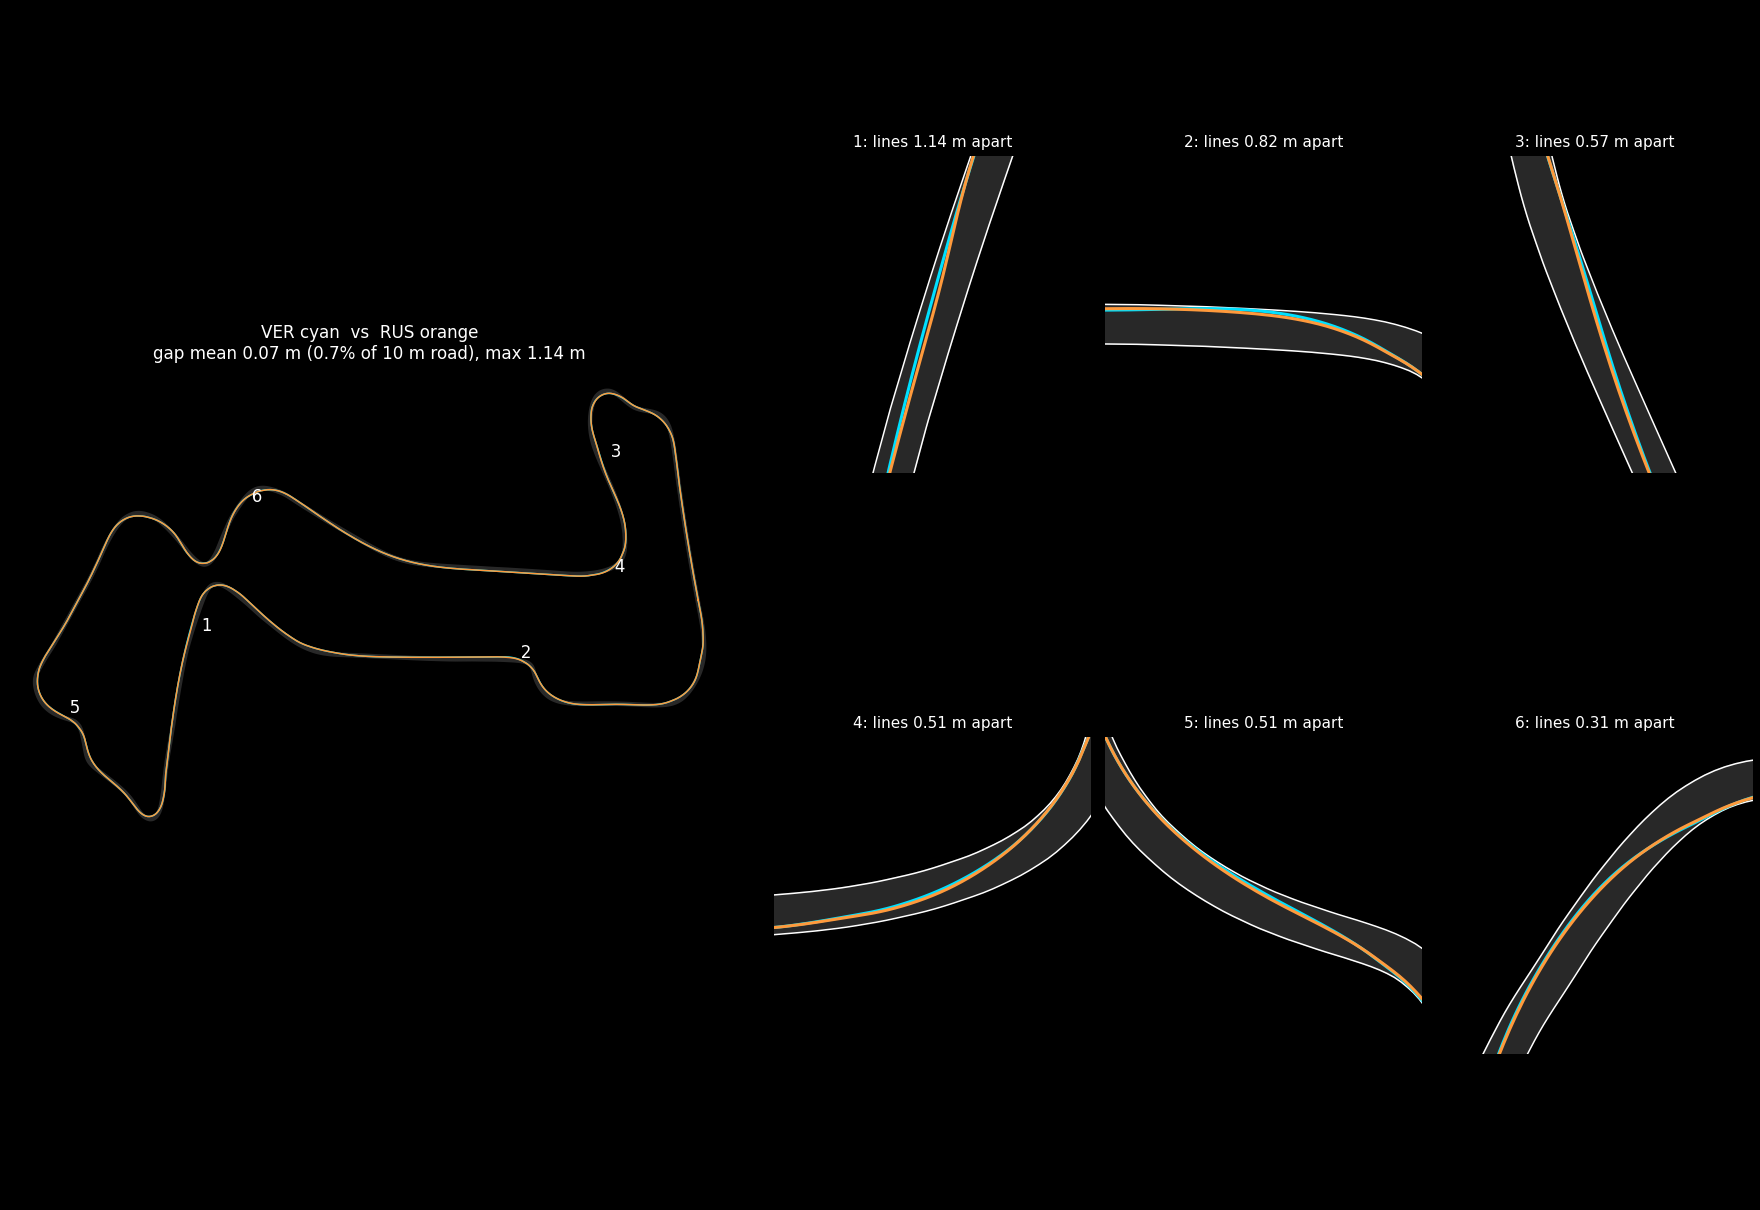 VER cyan  vs  RUS orange
gap mean 0.07 m (0.7% of 10 m road), max 1.14 m
3
6
4
1
2
5
1: lines 1.14 m apart
2: lines 0.82 m apart
3: lines 0.57 m apart
4: lines 0.51 m apart
5: lines 0.51 m apart
6: lines 0.31 m apart